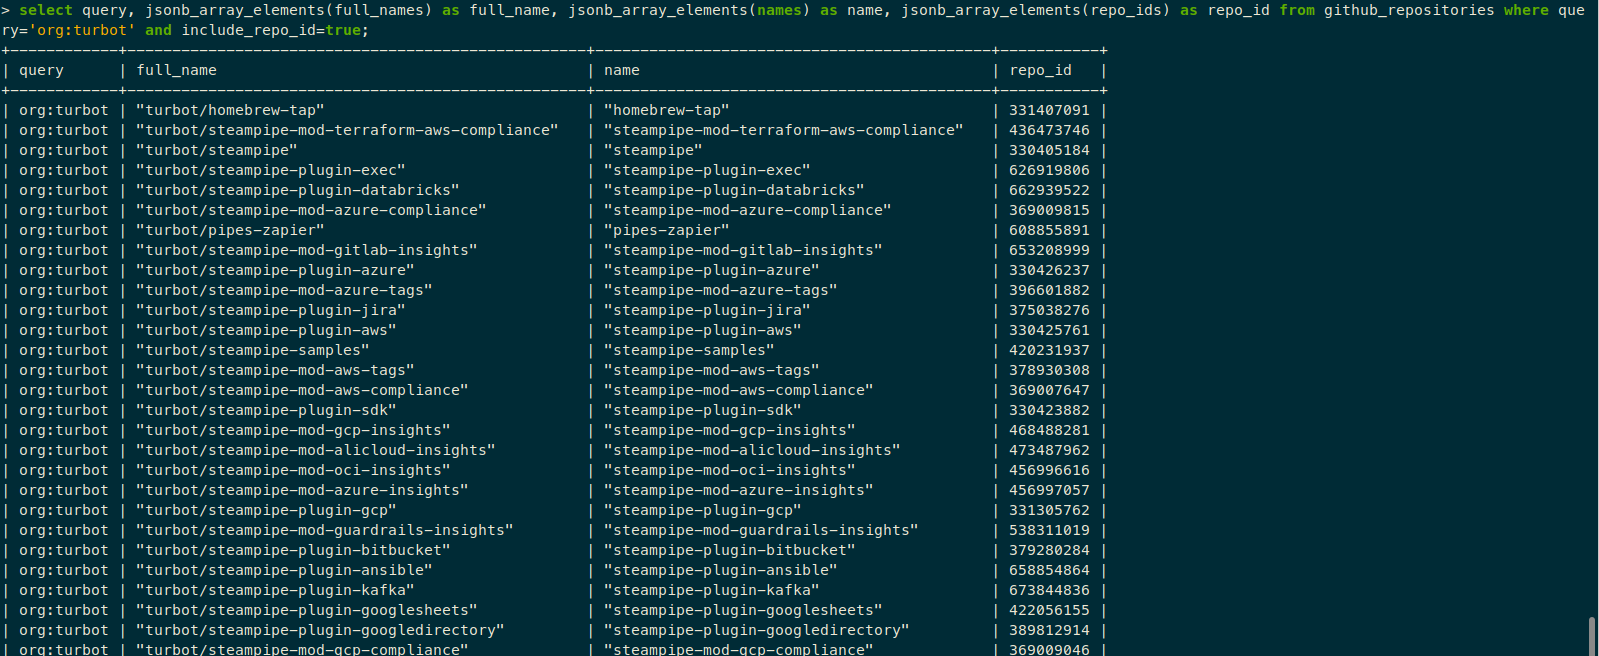 > select query, jsonb_array_elements(full_names) as full_name, jsonb_array_elements(names) as name, jsonb_array_elements(repo_ids) as repo_id from github_repositories where que
ry='org:turbot' and include_repo_id=true;
+------------+---------------------------------------------------+--------------------------------------------+-----------+
| query      | full_name                                         | name                                       | repo_id   |
+------------+---------------------------------------------------+--------------------------------------------+-----------+
| org:turbot | "turbot/homebrew-tap"                             | "homebrew-tap"                             | 331407091 |
| org:turbot | "turbot/steampipe-mod-terraform-aws-compliance"   | "steampipe-mod-terraform-aws-compliance"   | 436473746 |
| org:turbot | "turbot/steampipe"                                | "steampipe"                                | 330405184 |
| org:turbot | "turbot/steampipe-plugin-exec"                    | "steampipe-plugin-exec"                    | 626919806 |
| org:turbot | "turbot/steampipe-plugin-databricks"              | "steampipe-plugin-databricks"              | 662939522 |
| org:turbot | "turbot/steampipe-mod-azure-compliance"           | "steampipe-mod-azure-compliance"           | 369009815 |
| org:turbot | "turbot/pipes-zapier"                             | "pipes-zapier"                             | 608855891 |
| org:turbot | "turbot/steampipe-mod-gitlab-insights"            | "steampipe-mod-gitlab-insights"            | 653208999 |
| org:turbot | "turbot/steampipe-plugin-azure"                   | "steampipe-plugin-azure"                   | 330426237 |
| org:turbot | "turbot/steampipe-mod-azure-tags"                 | "steampipe-mod-azure-tags"                 | 396601882 |
| org:turbot | "turbot/steampipe-plugin-jira"                    | "steampipe-plugin-jira"                    | 375038276 |
| org:turbot | "turbot/steampipe-plugin-aws"                     | "steampipe-plugin-aws"                     | 330425761 |
| org:turbot | "turbot/steampipe-samples"                        | "steampipe-samples"                        | 420231937 |
| org:turbot | "turbot/steampipe-mod-aws-tags"                   | "steampipe-mod-aws-tags"                   | 378930308 |
| org:turbot | "turbot/steampipe-mod-aws-compliance"             | "steampipe-mod-aws-compliance"             | 369007647 |
| org:turbot | "turbot/steampipe-plugin-sdk"                     | "steampipe-plugin-sdk"                     | 330423882 |
| org:turbot | "turbot/steampipe-mod-gcp-insights"               | "steampipe-mod-gcp-insights"               | 468488281 |
| org:turbot | "turbot/steampipe-mod-alicloud-insights"          | "steampipe-mod-alicloud-insights"          | 473487962 |
| org:turbot | "turbot/steampipe-mod-oci-insights"               | "steampipe-mod-oci-insights"               | 456996616 |
| org:turbot | "turbot/steampipe-mod-azure-insights"             | "steampipe-mod-azure-insights"             | 456997057 |
| org:turbot | "turbot/steampipe-plugin-gcp"                     | "steampipe-plugin-gcp"                     | 331305762 |
| org:turbot | "turbot/steampipe-mod-guardrails-insights"        | "steampipe-mod-guardrails-insights"        | 538311019 |
| org:turbot | "turbot/steampipe-plugin-bitbucket"               | "steampipe-plugin-bitbucket"               | 379280284 |
| org:turbot | "turbot/steampipe-plugin-ansible"                 | "steampipe-plugin-ansible"                 | 658854864 |
| org:turbot | "turbot/steampipe-plugin-kafka"                   | "steampipe-plugin-kafka"                   | 673844836 |
| org:turbot | "turbot/steampipe-plugin-googlesheets"            | "steampipe-plugin-googlesheets"            | 422056155 |
| org:turbot | "turbot/steampipe-plugin-googledirectory"         | "steampipe-plugin-googledirectory"         | 389812914 |
| org:turbot | "turbot/steampipe-mod-gcp-compliance"             | "steampipe-mod-gcp-compliance"             | 369009046 |